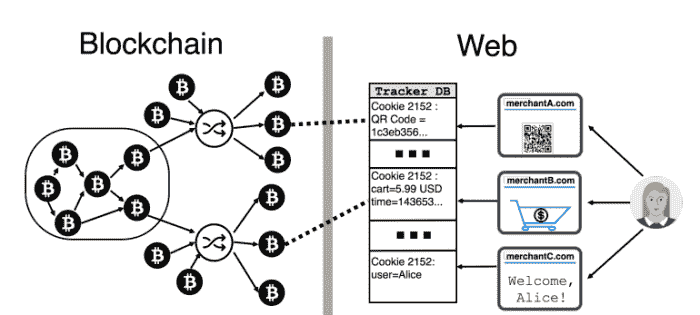 Blockchain
Web
Tracker DB
Cookie 2152 :
QR Code =
1c3eb356...
Cookie 2152 :
cart=5.99 USD
time=143653...
Cookie 2152:
user=Alice
merchantA.com
merchantB.com
$
merchantC.com
Welcome,
Alice!